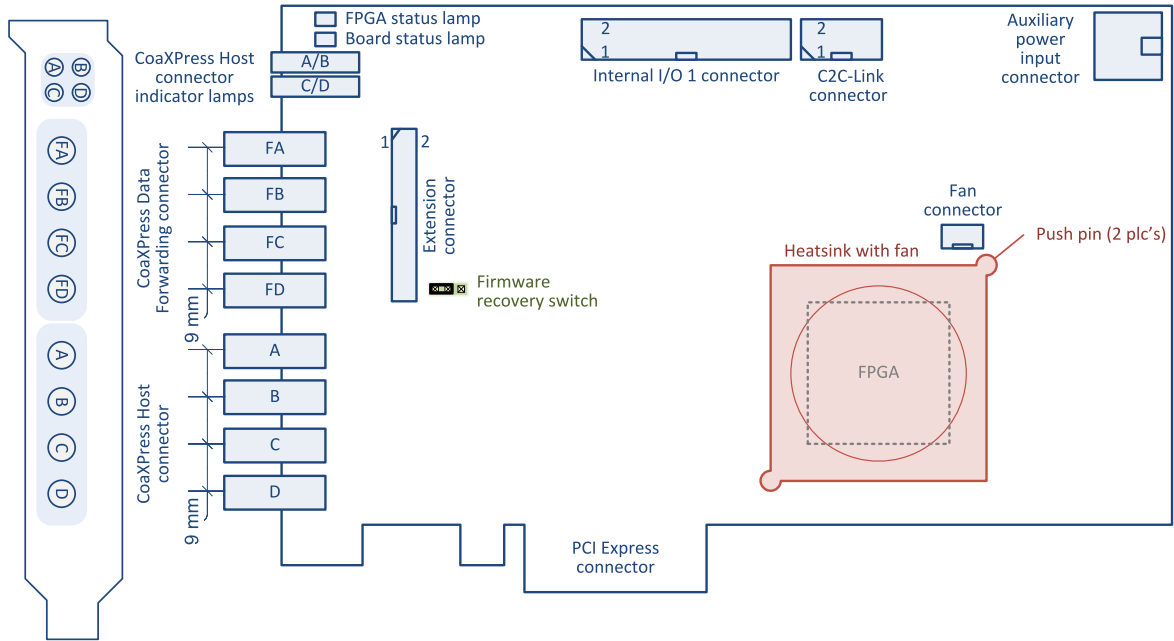 FPGA status lamp
Board status lamp
CoaXPress Host
connector
indicator lamps
A/B
C/D
2
1
Internal I/O 1 connector
2
1
C2C-Link
connector
Auxiliary
power
input
connector
B
A
D
C
FA
FB
FC
FD
A
B
C
D
CoaXPress Data
Forwarding connector
9 mm
FA
FB
FC
FD
CoaXPress Host
connector
9 mm
A
B
C
D
1
2
Extension
connector
Firmware
recovery switch
Fan
connector
Push pin (2 plc's)
Heatsink with fan
FPGA
PCI Express
connector